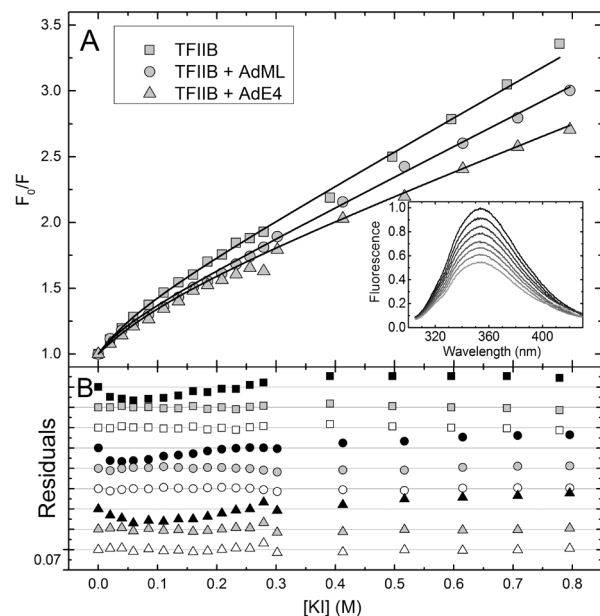 A
TFIIB
TFIIB + AdML
TFIIB + AdE4
F0/F
3.5
3.0
2.5
2.0
1.5
1.0
Fluorescence
1.0
0.8
0.6
0.4
0.2
0.0
320 360 400
Wavelength (nm)
B
Residuals
0.07
0.0 0.1 0.2 0.3 0.4 0.5 0.6 0.7 0.8
[KI] (M)